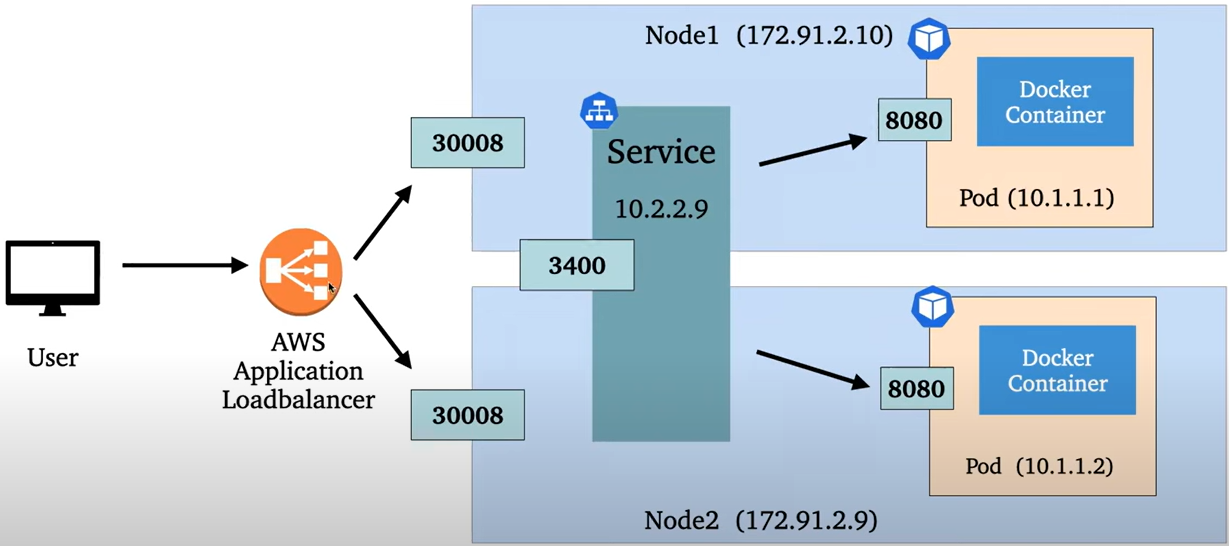 Node1 (172.91.2.10)
Docker
Container
8080
30008
Service
Pod (10.1.1.1)
10.2.2.9
3400
User
AWS
Application
Loadbalancer
Docker
Container
8080
30008
Pod (10.1.1.2)
Node2 (172.91.2.9)